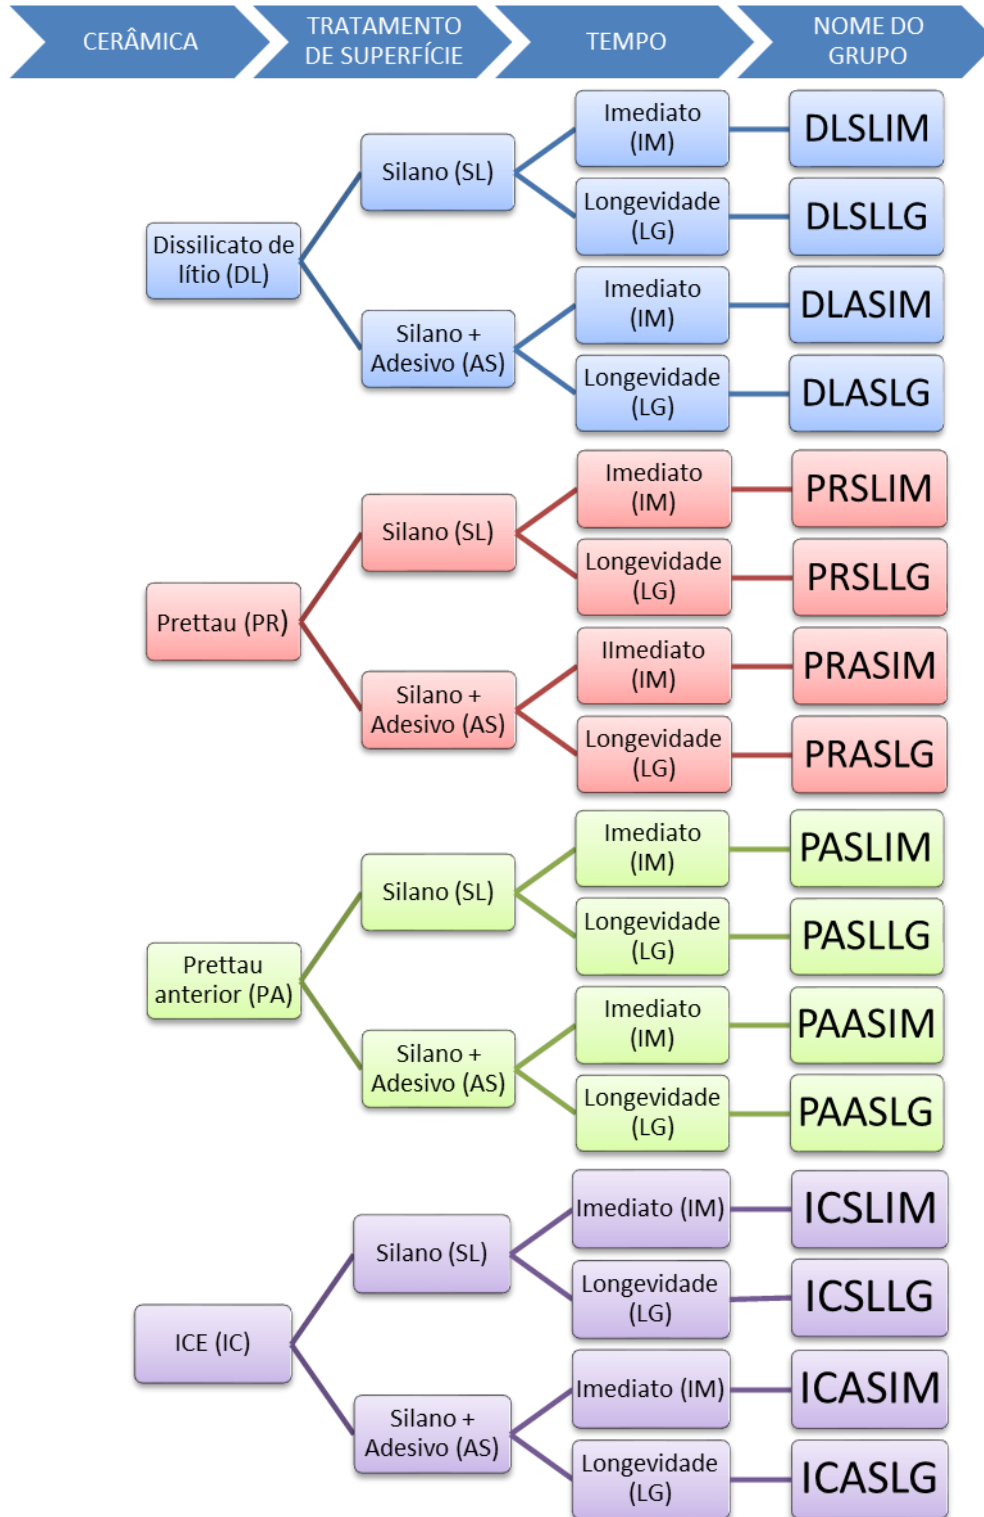 CERÂMICA
TRATAMENTO
DE SUPERFÍCIE
TEMPO
NOME DO
GRUPO
Dissilicato de
lítio (DL)
Silano (SL)
Imediato
(IM)
DLSLIM
Longevidade
(LG)
DLSLLG
Silano +
Adesivo (AS)
Imediato
(IM)
DLASIM
Longevidade
(LG)
DLASLG
Prettau (PR)
Silano (SL)
Imediato
(IM)
PRSLIM
Longevidade
(LG)
PRSLLG
Silano +
Adesivo (AS)
IImediato
(IM)
PRASIM
Longevidade
(LG)
PRASLG
Prettau
anterior (PA)
Silano (SL)
Imediato
(IM)
PASLIM
Longevidade
(LG)
PASLLG
Silano +
Adesivo (AS)
Imediato
(IM)
PAASIM
Longevidade
(LG)
PAASLG
ICE (IC)
Silano (SL)
Imediato (IM)
ICSLIM
Longevidade
(LG)
ICSLLG
Silano +
Adesivo (AS)
Imediato (IM)
ICASIM
Longevidade
(LG)
ICASLG